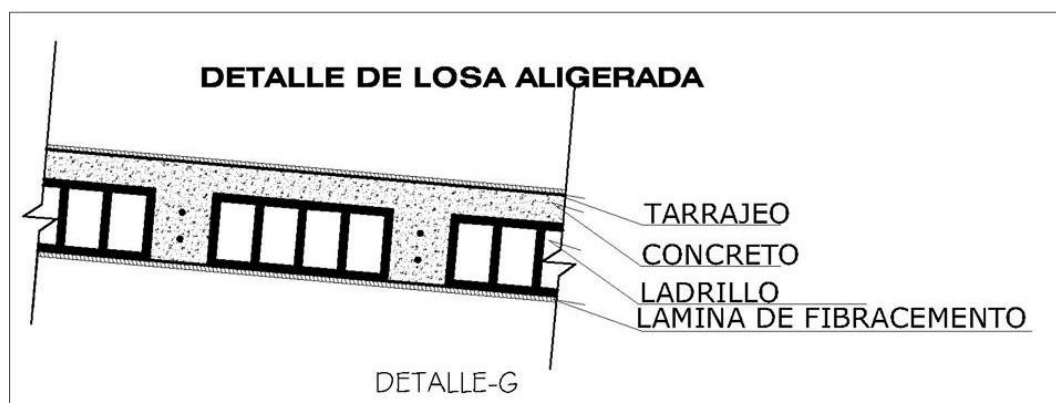 DETALLE DE LOSA ALIGERADA
TARRAJEO
CONCRETO
LADRILLO
LAMINA DE FIBRACEMENTO
DETALLE-G